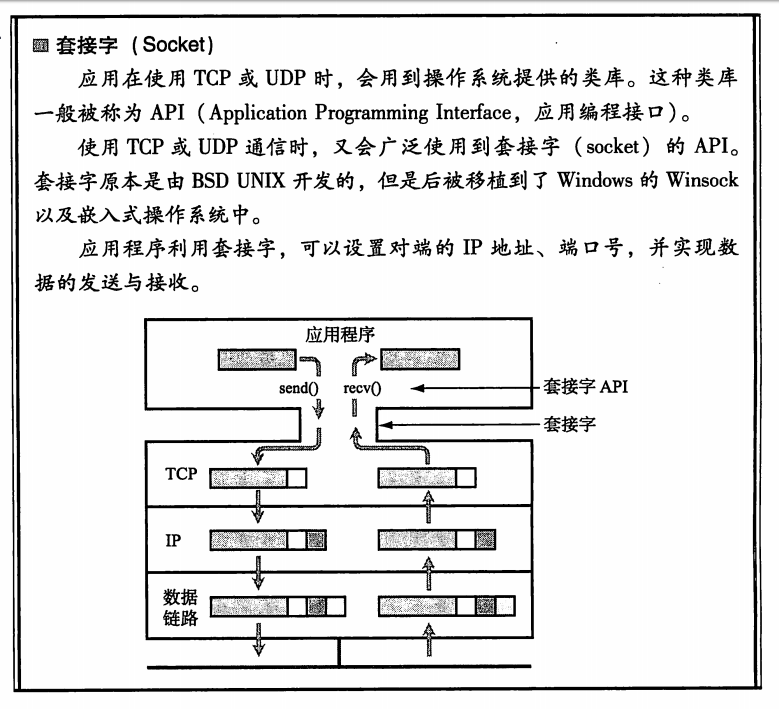 套接字（Socket）
应用在使用 TCP 或 UDP 时，会用到操作系统提供的类库。这种类库
一般被称为 API（Application Programming Interface，应用编程接口）。
使用 TCP 或 UDP 通信时，又会广泛使用到套接字（socket）的 API。
套接字原本是由 BSD UNIX 开发的，但是后被移植到了 Windows 的 Winsock
以及嵌入式操作系统中。
应用程序利用套接字，可以设置对端的 IP 地址、端口号，并实现数
据的发送与接收。
应用程序
send() recv() 套接字 API
套接字
TCP
IP
数据
链路